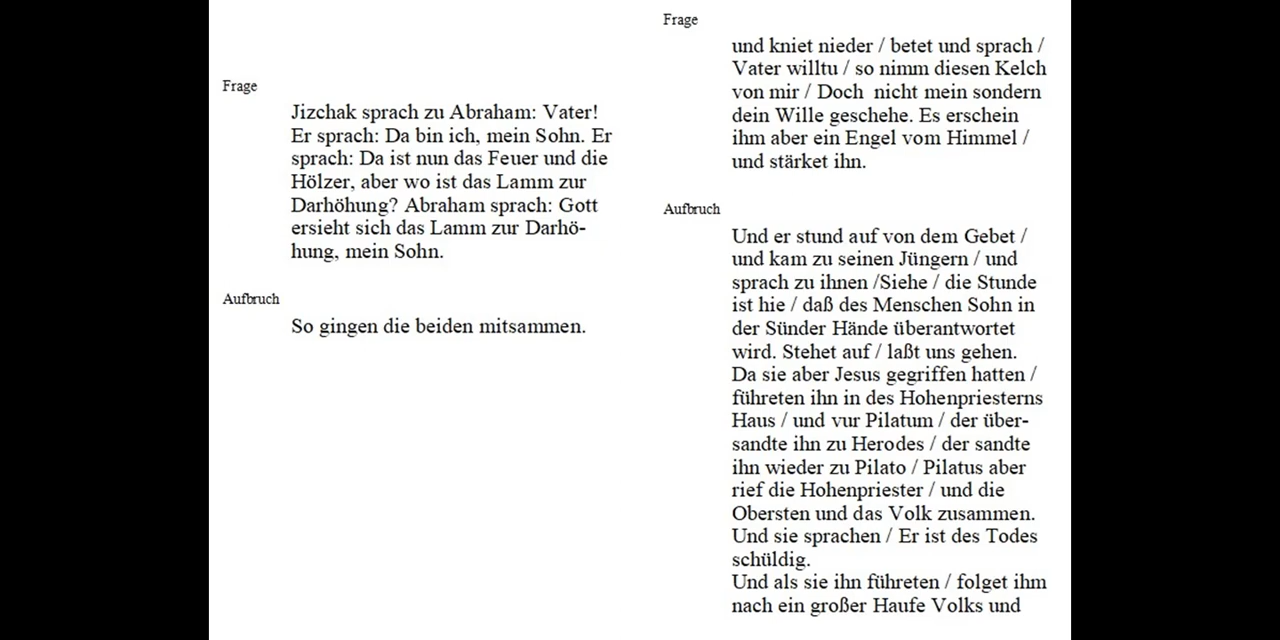 Frage
Jizchak sprach zu Abraham: Vater!
Er sprach: Da bin ich, mein Sohn. Er
sprach: Da ist nun das Feuer und die
Hölzer, aber wo ist das Lamm zur
Darhöhung? Abraham sprach: Gott
ersieht sich das Lamm zur Darhö-
hung, mein Sohn.
Aufbruch
So gingen die beiden mitsammen.
Frage
und kniet nieder / betet und sprach /
Vater willtu / so nimm diesen Kelch
von mir / Doch  nicht mein sondern
dein Wille geschehe. Es erschein
ihm aber ein Engel vom Himmel /
und stärket ihn.
Aufbruch
Und er stund auf von dem Gebet /
und kam zu seinen Jüngern / und
sprach zu ihnen /Siehe / die Stunde
ist hie / daß des Menschen Sohn in
der Sünder Hände überantwortet
wird. Stehet auf / laßt uns gehen.
Da sie aber Jesus gegriffen hatten /
führeten ihn in des Hohenpriesterns
Haus / und vur Pilatum / der über-
sandte ihn zu Herodes / der sandte
ihn wieder zu Pilato / Pilatus aber
rief die Hohenpriester / und die
Obersten und das Volk zusammen.
Und sie sprachen / Er ist des Todes
schüldig.
Und als sie ihn führeten / folget ihm
nach ein großer Haufe Volks und